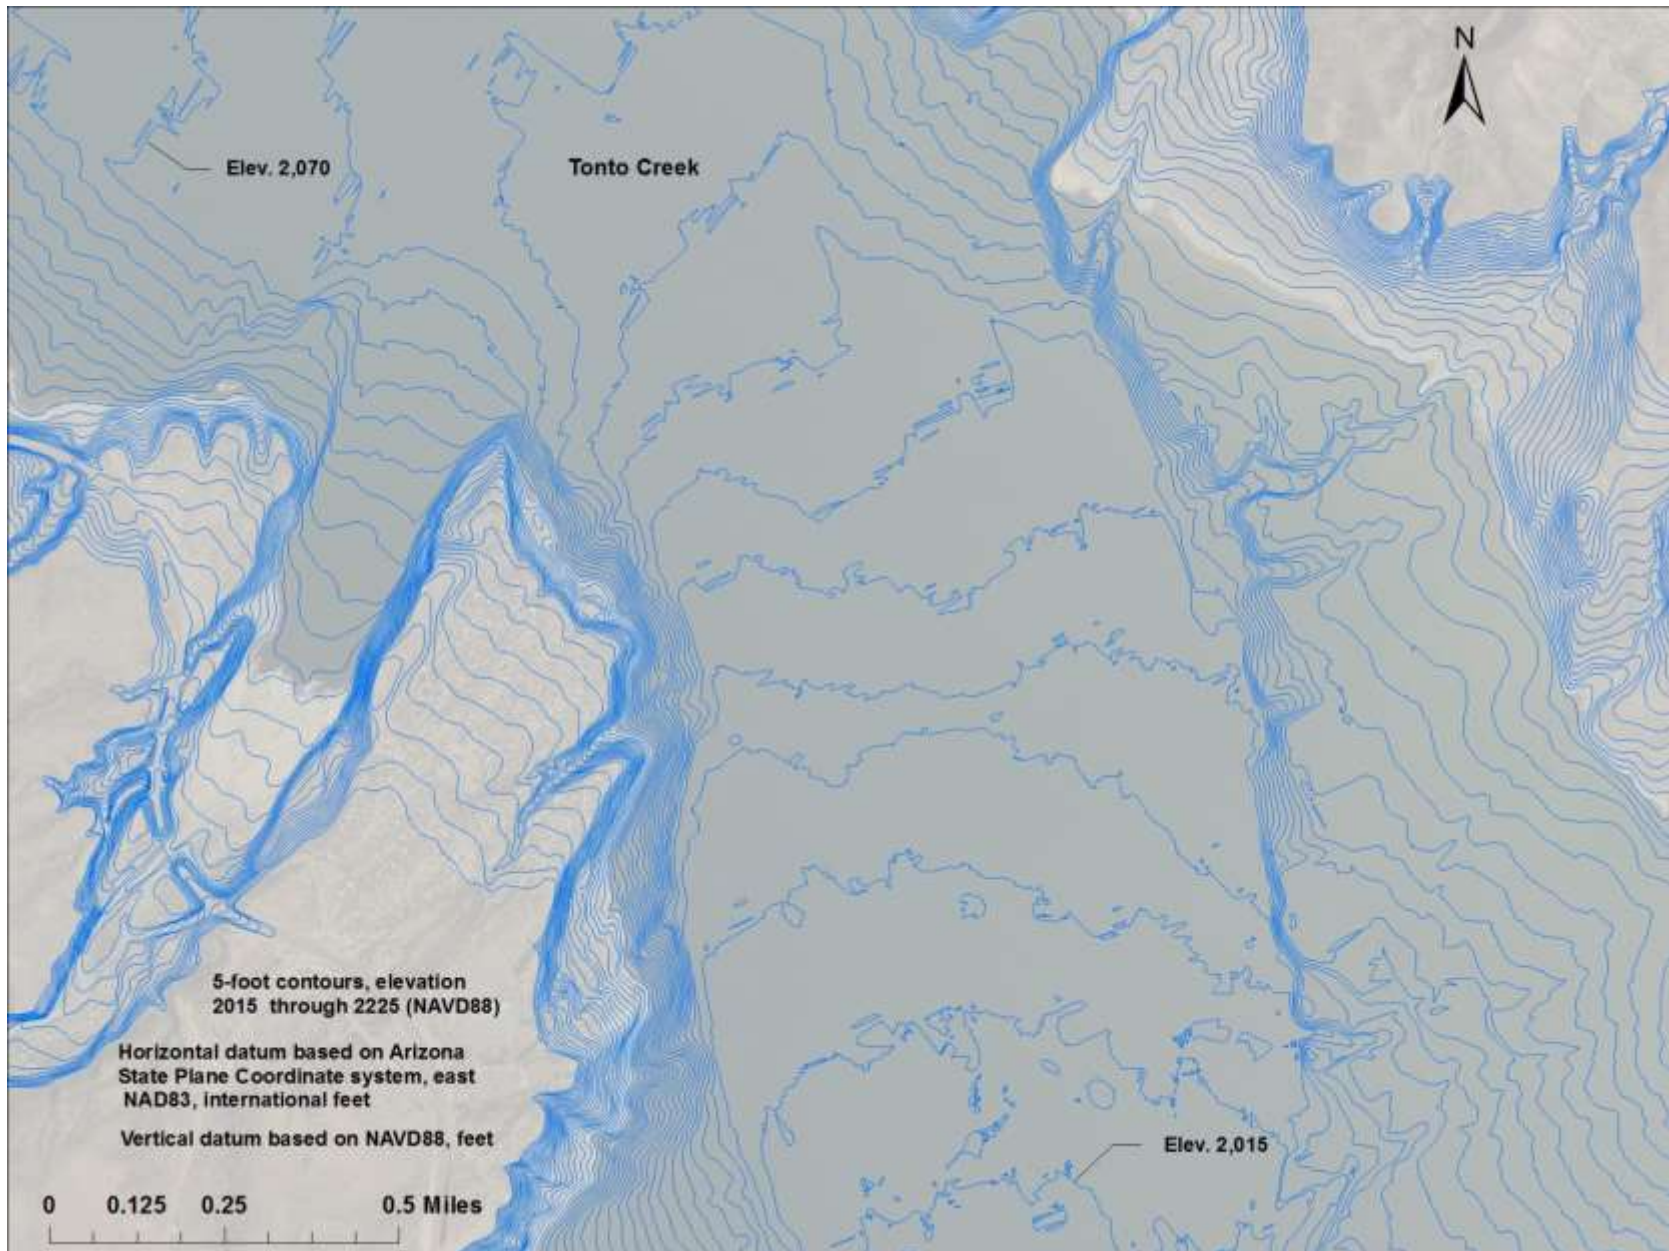 N
Elev. 2,070
Tonto Creek
5-foot contours, elevation
2015 through 2225 (NAVD88)
Horizontal datum based on Arizona
State Plane Coordinate system, east
NAD83, international feet
Vertical datum based on NAVD88, feet
Elev. 2,015
0 0.125 0.25 0.5 Miles